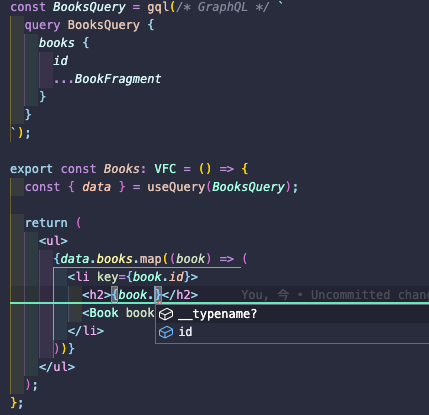 const BooksQuery = gql(/* GraphQL */ `
query BooksQuery {
books {
id
...BookFragment
}
}
`);
export const Books: VFC = () => {
const { data } = useQuery(BooksQuery);
return (
<ul>
{data.books.map((book) => (
<li key={book.id}>
<h2>{book.}</h2> You, 今 • Uncommitted chan
<Book book
__typename?
</li>
id
))}
</ul>
);
};